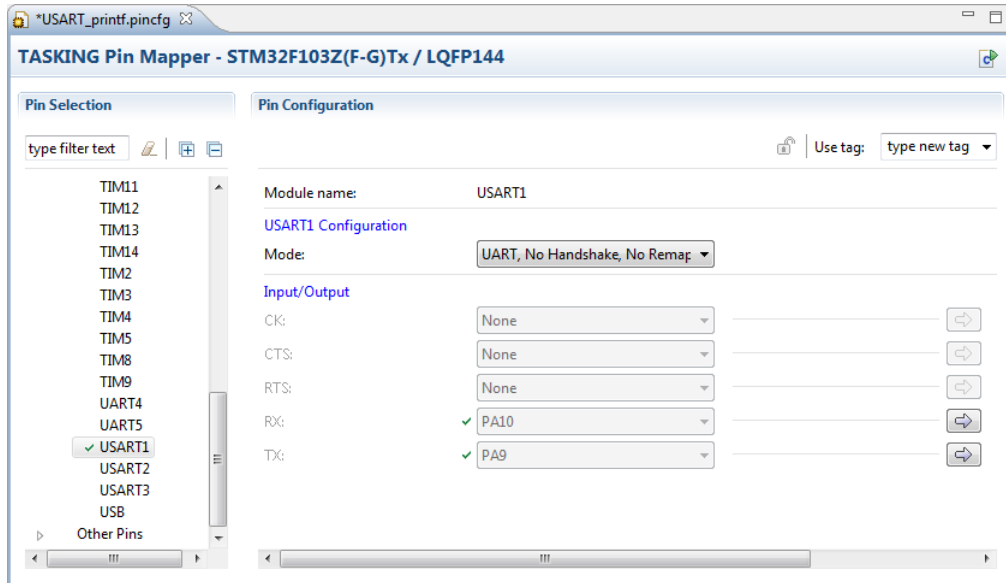 *USART_printf.pincfg
TASKING Pin Mapper - STM32F103Z(F-G)Tx / LQFP144
Pin Selection
Pin Configuration
type filter text
Use tag:
type new tag
TIM11
TIM12
TIM13
TIM14
TIM2
TIM3
TIM4
TIM5
TIM8
TIM9
UART4
UART5
USART1
USART2
USART3
USB
Other Pins
Module name: USART1
USART1 Configuration
Mode: UART, No Handshake, No Remap
Input/Output
CK: None
CTS: None
RTS: None
RX: PA10
TX: PA9